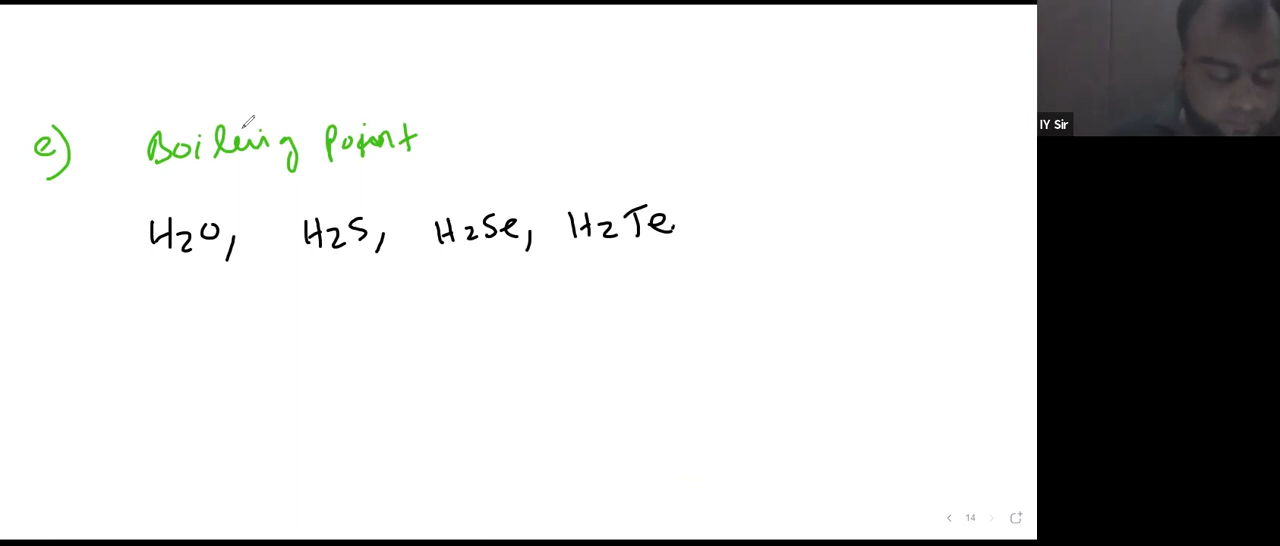 e) Boiling Point
H₂O, H₂S, H₂Se, H₂Te
IY Sir
14